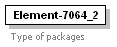 Element-7064_2
Type of packages